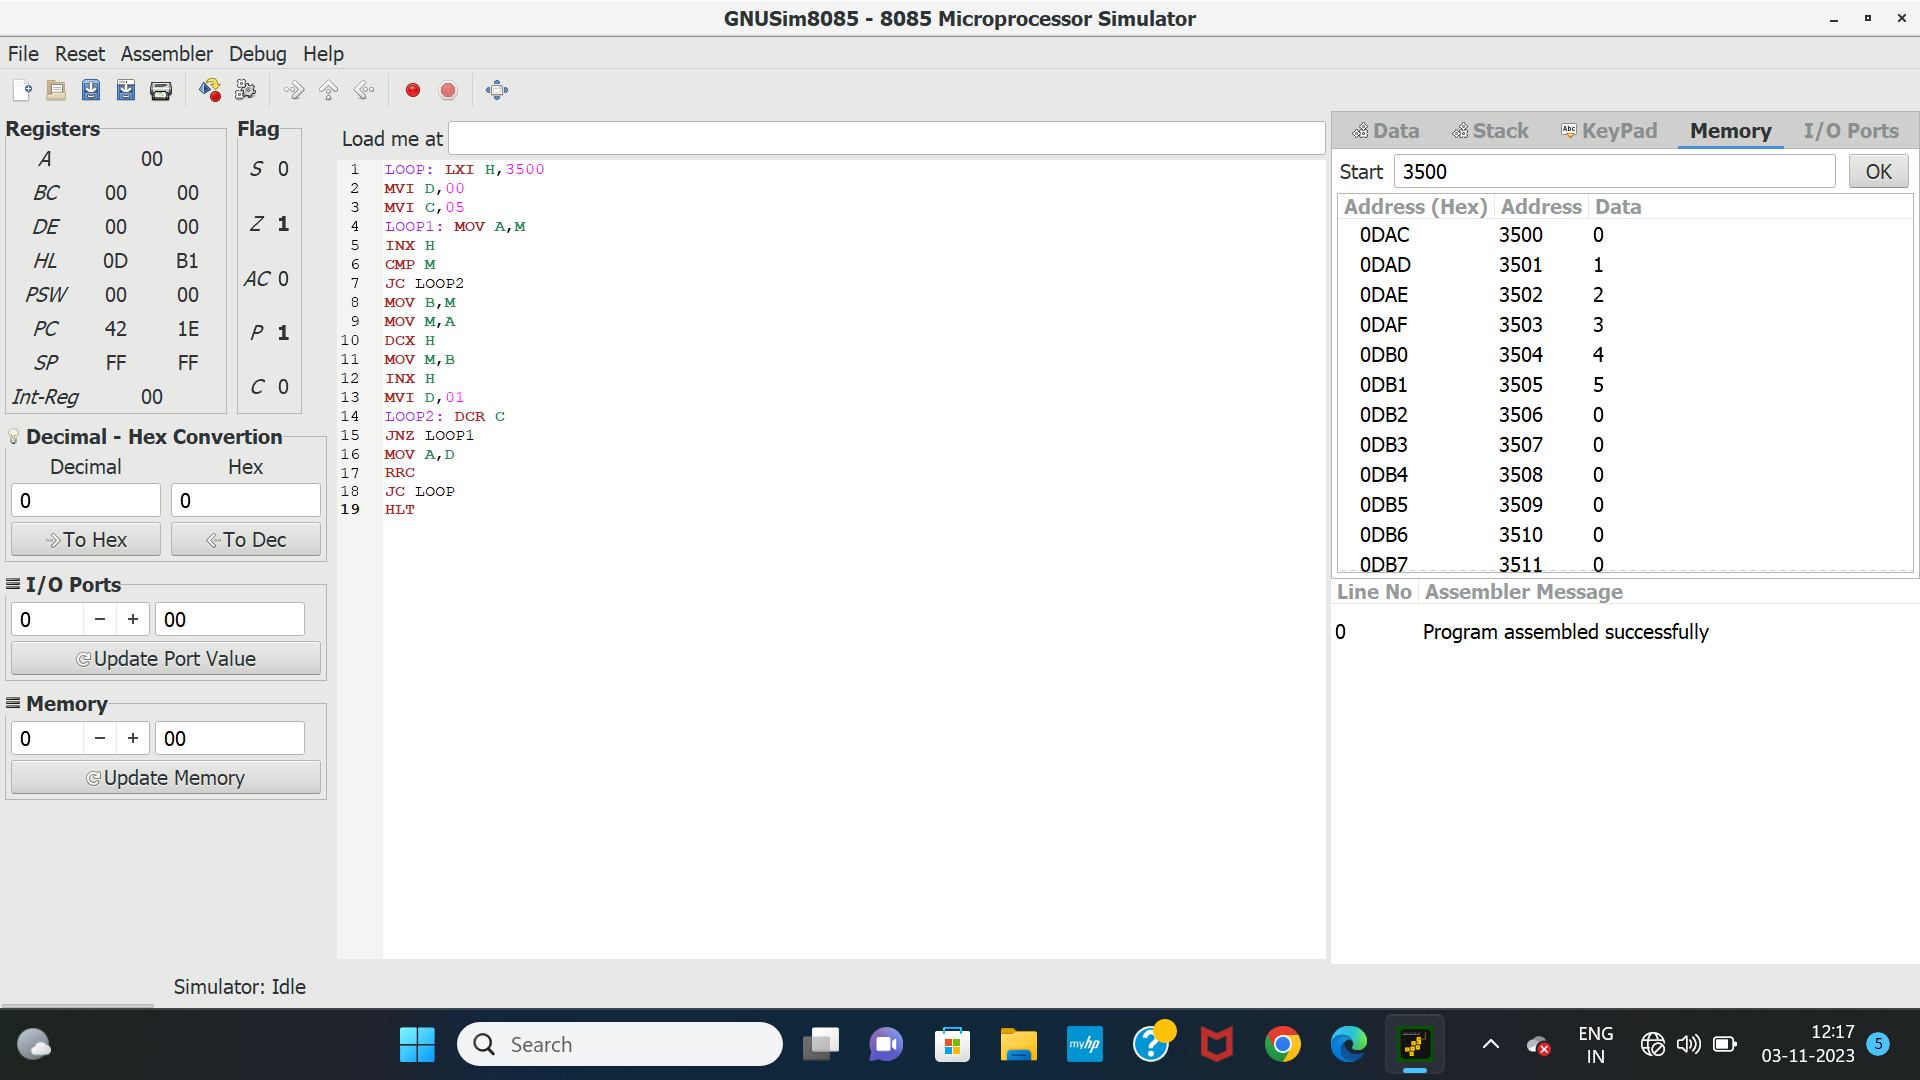 GNUSim8085 - 8085 Microprocessor Simulator
File Reset Assembler Debug Help
Registers
A 00
BC 00 00
DE 00 00
HL 0D B1
PSW 00 00
PC 42 1E
SP FF FF
Int-Reg 00
Flag
S 0
Z 1
AC 0
P 1
C 0
Decimal - Hex Convertion
Decimal Hex
0 0
To Hex To Dec
I/O Ports
0 − + 00
Update Port Value
Memory
0 − + 00
Update Memory
Simulator: Idle
Load me at
1 LOOP: LXI H,3500
2 MVI D,00
3 MVI C,05
4 LOOP1: MOV A,M
5 INX H
6 CMP M
7 JC LOOP2
8 MOV B,M
9 MOV M,A
10 DCX H
11 MOV M,B
12 INX H
13 MVI D,01
14 LOOP2: DCR C
15 JNZ LOOP1
16 MOV A,D
17 RRC
18 JC LOOP
19 HLT
Data Stack Abc KeyPad Memory I/O Ports
Start 3500 OK
Address (Hex) Address Data
0DAC 3500 0
0DAD 3501 1
0DAE 3502 2
0DAF 3503 3
0DB0 3504 4
0DB1 3505 5
0DB2 3506 0
0DB3 3507 0
0DB4 3508 0
0DB5 3509 0
0DB6 3510 0
0DB7 3511 0
Line No Assembler Message
0 Program assembled successfully
Search
myhp
ENG
IN
12:17
03-11-2023
5